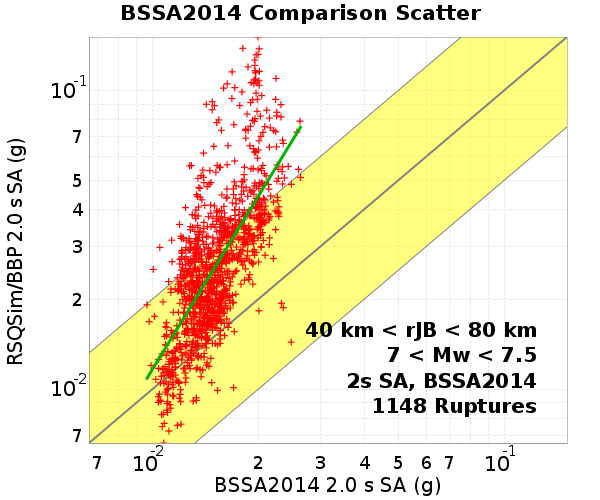 BSSA2014 Comparison Scatter
RSQSim/BBP 2.0 s SA (g)
10^-1
7
5
4
3
2
10^-2
7
40 km < rJB < 80 km
7 < Mw < 7.5
2s SA, BSSA2014
1148 Ruptures
7 10^-2 2 3 4 5 6 7 10^-1
BSSA2014 2.0 s SA (g)